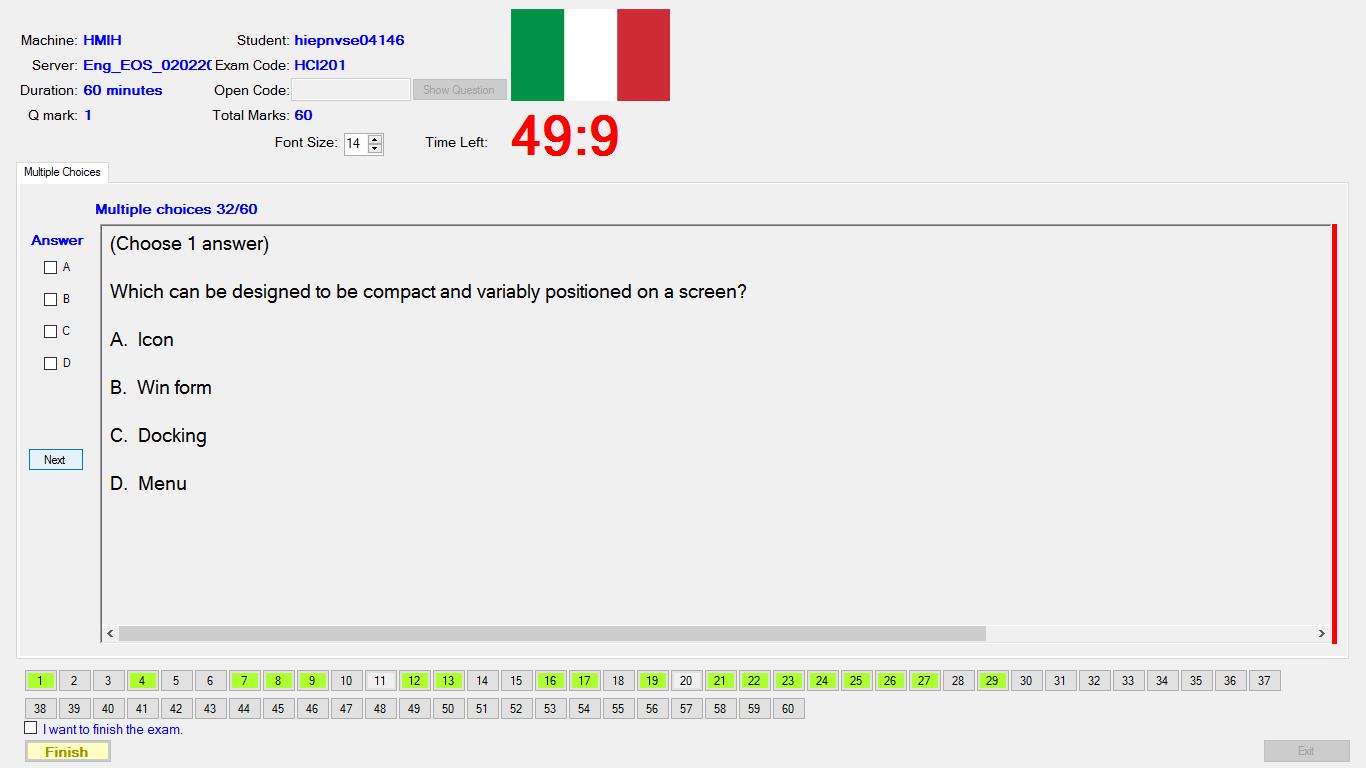 Machine: HMIH Student: hiepnvse04146
Server: Eng_EOS_020220 Exam Code: HCI201
Duration: 60 minutes Open Code: Show Question
Q mark: 1 Total Marks: 60
Font Size: 14 Time Left: 49:9
Multiple Choices
Multiple choices 32/60
Answer
(Choose 1 answer)
A
Which can be designed to be compact and variably positioned on a screen?
B
C
A. Icon
D
B. Win form
C. Docking
Next
D. Menu
1 2 3 4 5 6 7 8 9 10 11 12 13 14 15 16 17 18 19 20 21 22 23 24 25 26 27 28 29 30 31 32 33 34 35 36 37
38 39 40 41 42 43 44 45 46 47 48 49 50 51 52 53 54 55 56 57 58 59 60
I want to finish the exam.
Finish Exit